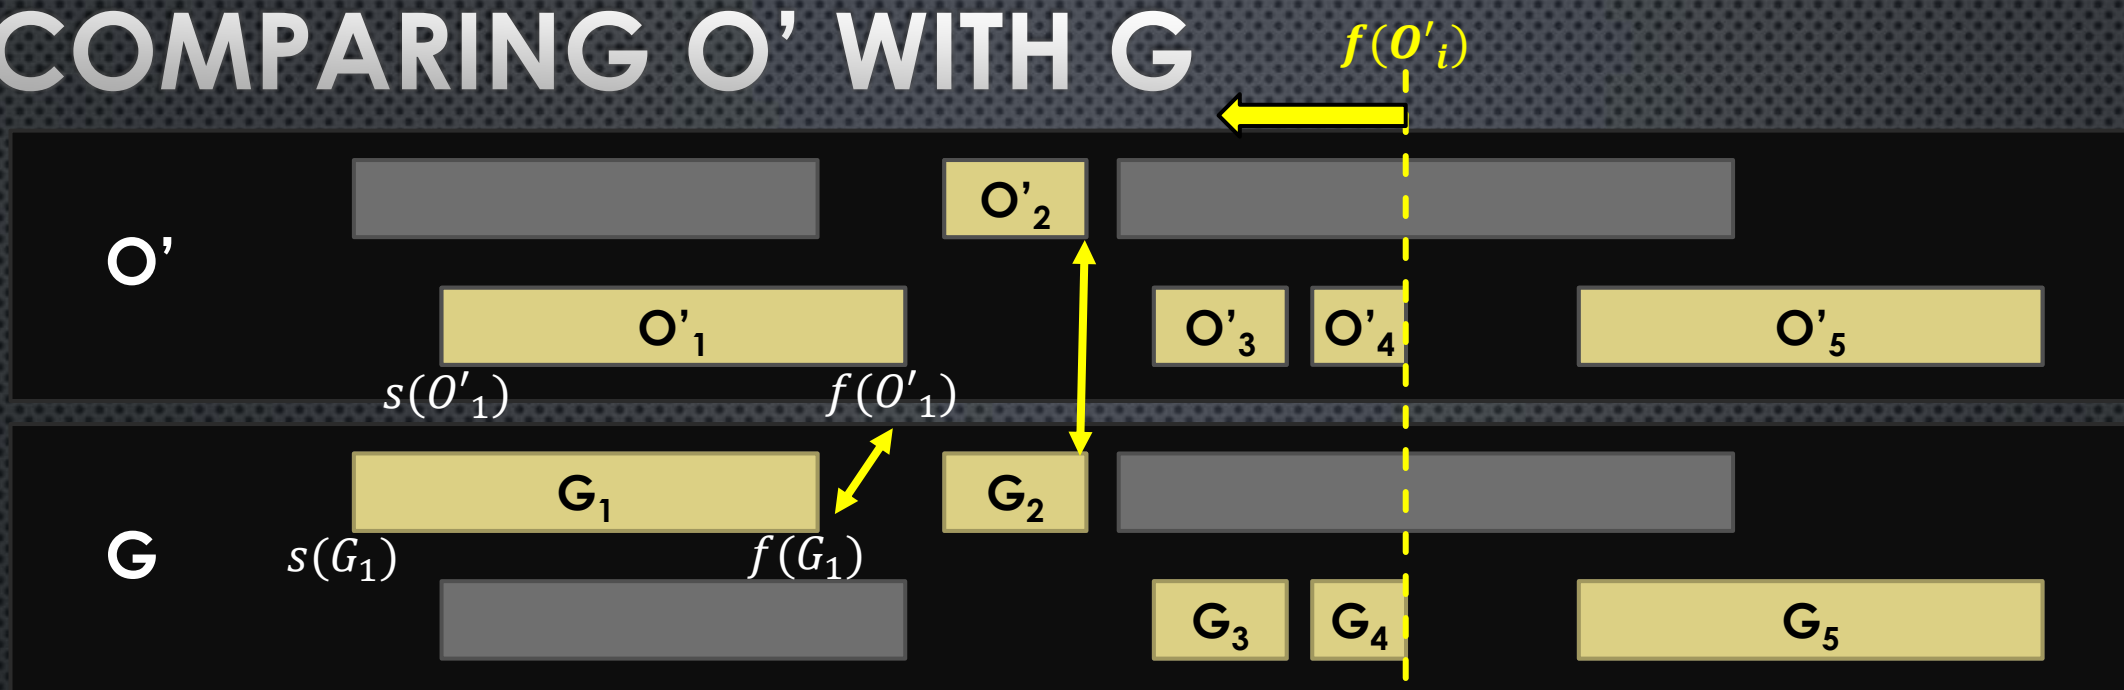 COMPARING O’ WITH G
f(O′i)
O’2
O’
O’1 O’3 O’4 O’5
s(O′1) f(O′1)
G1 G2
s(G1) f(G1)
G
G3 G4 G5